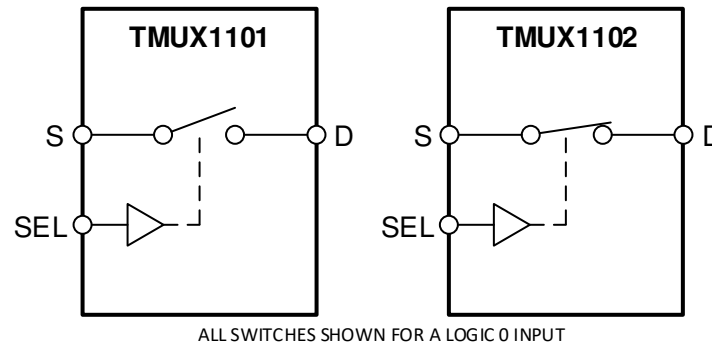 TMUX1101
TMUX1102
S
D
S
D
SEL
SEL
ALL SWITCHES SHOWN FOR A LOGIC 0 INPUT